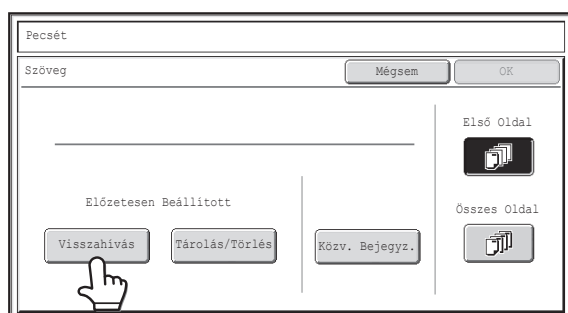 Pecsét
Szöveg
Mégsem
OK
Első Oldal
Előzetesen Beállított
Összes Oldal
Visszahívás
Tárolás/Törlés
Közv. Bejegyz.